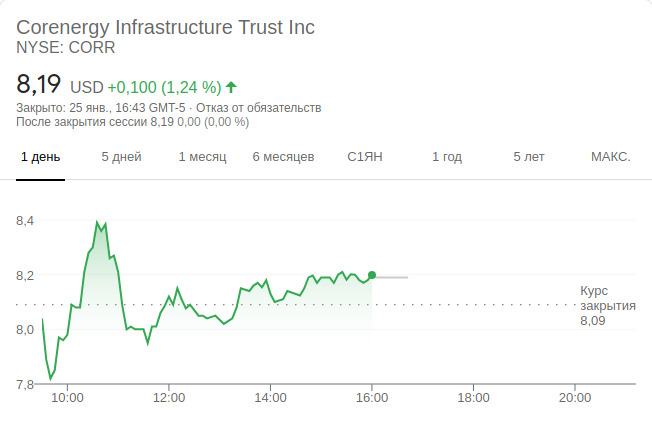 Corenergy Infrastructure Trust Inc
NYSE: CORR
8,19 USD +0,100 (1,24 %)
Закрыто: 25 янв., 16:43 GMT-5 · Отказ от обязательств
После закрытия сессии 8,19 0,00 (0,00 %)
1 день 5 дней 1 месяц 6 месяцев С1ЯН 1 год 5 лет МАКС.
8,4
8,2
Курс
закрытия
8,09
8,0
7,8
10:00 12:00 14:00 16:00 18:00 20:00